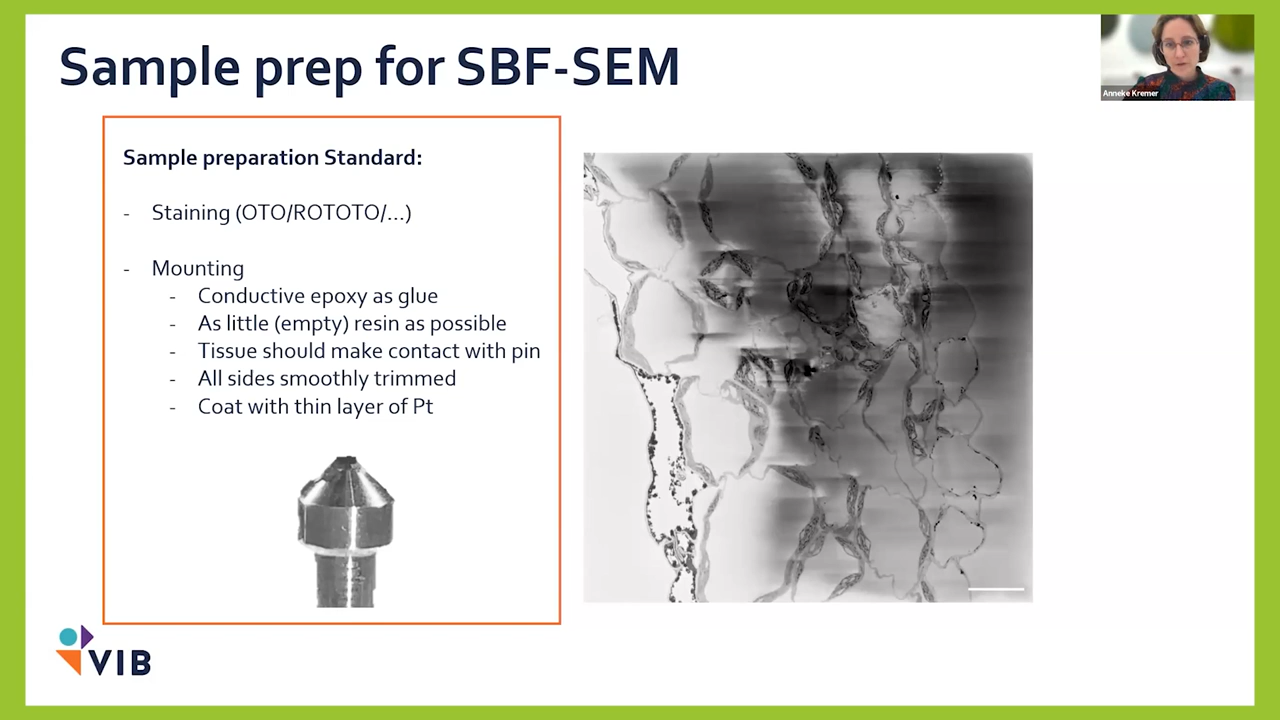 Sample prep for SBF-SEM
Anneke Kremer
Sample preparation Standard:
- Staining (OTO/ROTOTO/...)
- Mounting
- Conductive epoxy as glue
- As little (empty) resin as possible
- Tissue should make contact with pin
- All sides smoothly trimmed
- Coat with thin layer of Pt
VIB